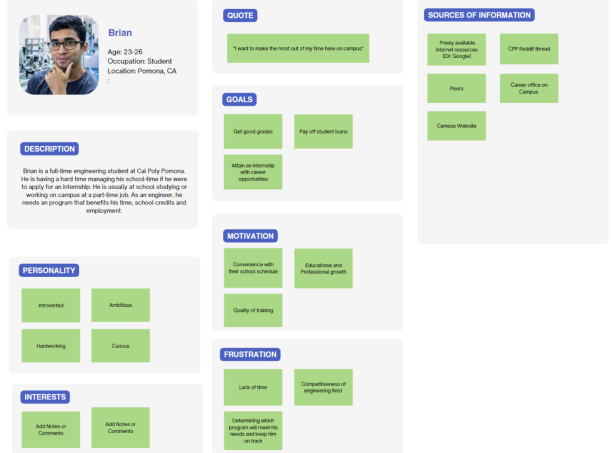 Brian
Age: 23-26
Occupation: Student
Location: Pomona, CA
:
DESCRIPTION
Brian is a full-time engineering student at Cal Poly Pomona.
He is having a hard time managing his school-time if he were
to apply for an internship. He is usually at school studying or
working on campus at a part-time job. As an engineer, he
needs an program that benefits his time, school credits and
employment.
PERSONALITY
Introverted
Ambitious
Hardworking
Curious
INTERESTS
Add Notes or
Comments
Add Notes or
Comments
QUOTE
"I want to make the most out of my time here on campus"
GOALS
Get good grades
Pay off student loans
Attain an internship
with career
opportunites
MOTIVATION
Convenience with
their school schedule
Educational and
Professional growth
Quality of training
FRUSTRATION
Lack of time
Competitiveness of
engineering field
Determining which
program will meet his
needs and keep him
on track
SOURCES OF INFORMATION
Freely available
internet resources
(EX: Google)
CPP Reddit thread
Peers
Career office on
Campus
Campus Website